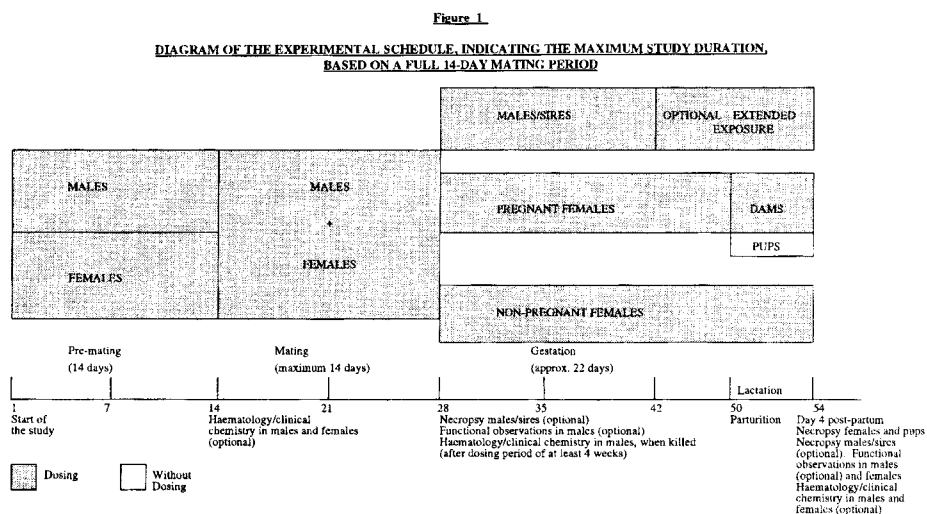 Figure 1
DIAGRAM OF THE EXPERIMENTAL SCHEDULE, INDICATING THE MAXIMUM STUDY DURATION,
BASED ON A FULL 14-DAY MATING PERIOD
MALES/SIRES
OPTIONAL EXTENDED
EXPOSURE
MALES
MALES
+
FEMALES
FEMALES
PREGNANT FEMALES
DAMS
PUPS
NON-PREGNANT FEMALES
Pre-mating
(14 days)
Mating
(maximum 14 days)
Gestation
(approx. 22 days)
Lactation
1 7 14 21 28 35 42 50 54
Start of
the study
Haematology/clinical
chemistry in males and females
(optional)
Necropsy males/sires (optional)
Functional observations in males (optional)
Haematology/clinical chemistry in males, when killed
(after dosing period of at least 4 weeks)
Parturition
Day 4 post-partum
Necropsy females and pups
Necropsy males/sires
(optional). Functional
observations in males
(optional) and females
Haematology/clinical
chemistry in males and
females (optional)
Dosing
Without
Dosing